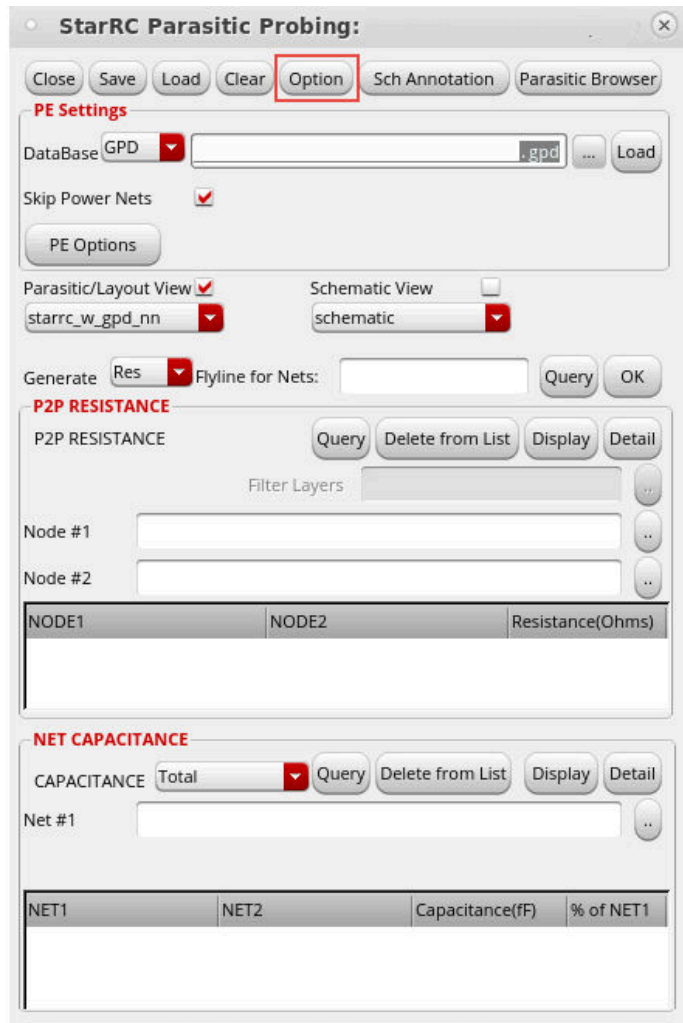 StarRC Parasitic Probing:
Close Save Load Clear Option Sch Annotation Parasitic Browser
PE Settings
DataBase GPD .gpd ... Load
Skip Power Nets
PE Options
Parasitic/Layout View Schematic View
starrc_w_gpd_nn schematic
Generate Res Flyline for Nets: Query OK
P2P RESISTANCE
P2P RESISTANCE Query Delete from List Display Detail
Filter Layers ..
Node #1 ..
Node #2 ..
NODE1 NODE2 Resistance(Ohms)
NET CAPACITANCE
CAPACITANCE Total Query Delete from List Display Detail
Net #1 ..
NET1 NET2 Capacitance(fF) % of NET1